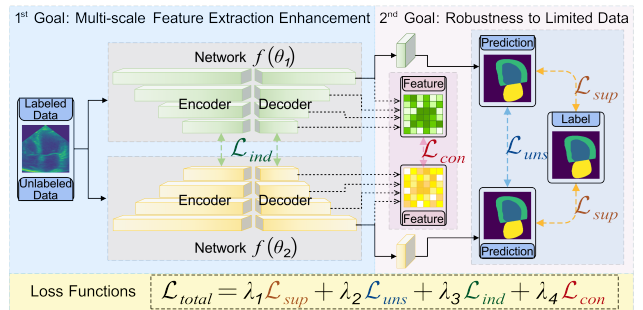 1st Goal: Multi-scale Feature Extraction Enhancement
2nd Goal: Robustness to Limited Data
Network f(θ1)
Encoder
Decoder
Labeled
Data
Unlabeled
Data
ℒind
Encoder
Decoder
Network f(θ2)
Feature
ℒcon
Feature
Prediction
ℒsup
Label
ℒuns
ℒsup
Prediction
Loss Functions
ℒtotal = λ1ℒsup + λ2ℒuns + λ3ℒind + λ4ℒcon